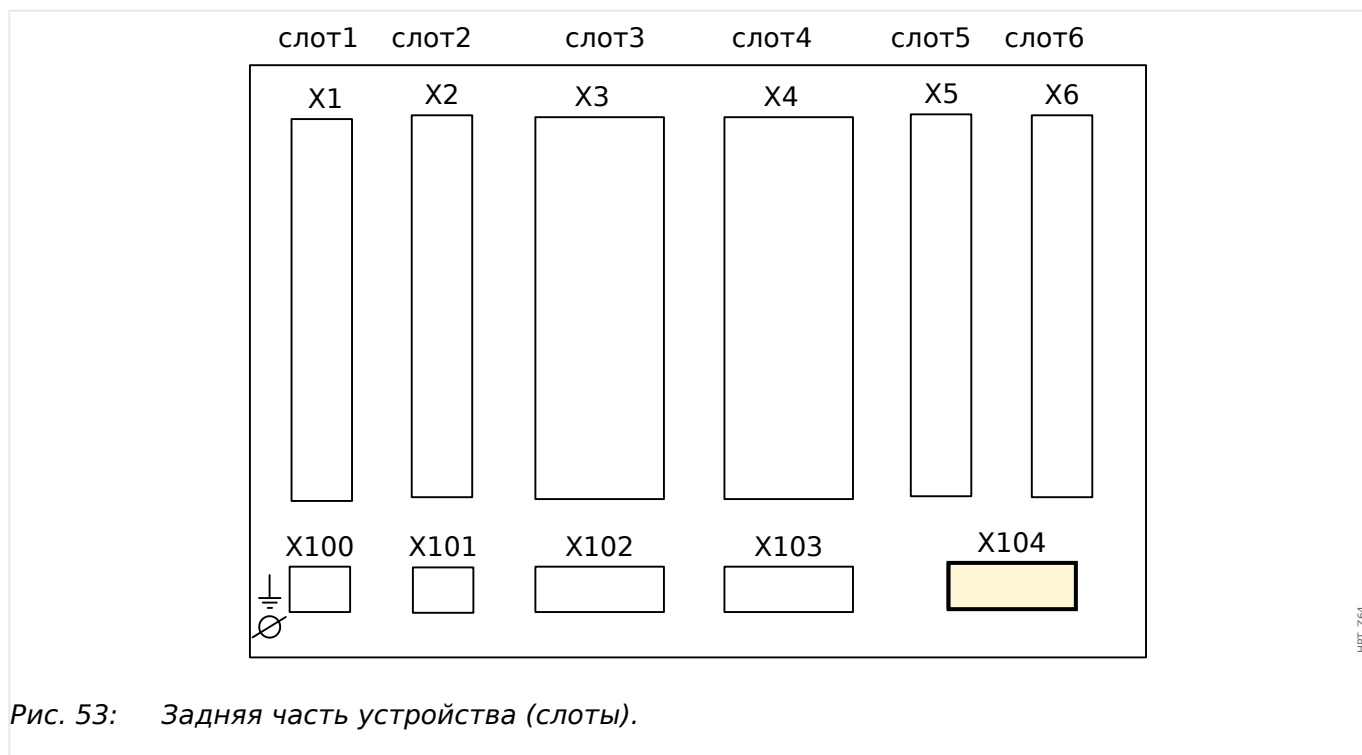 слот1 слот2 слот3 слот4 слот5 слот6
X1 X2 X3 X4 X5 X6
X100 X101 X102 X103 X104
Рис. 53: Задняя часть устройства (слоты).